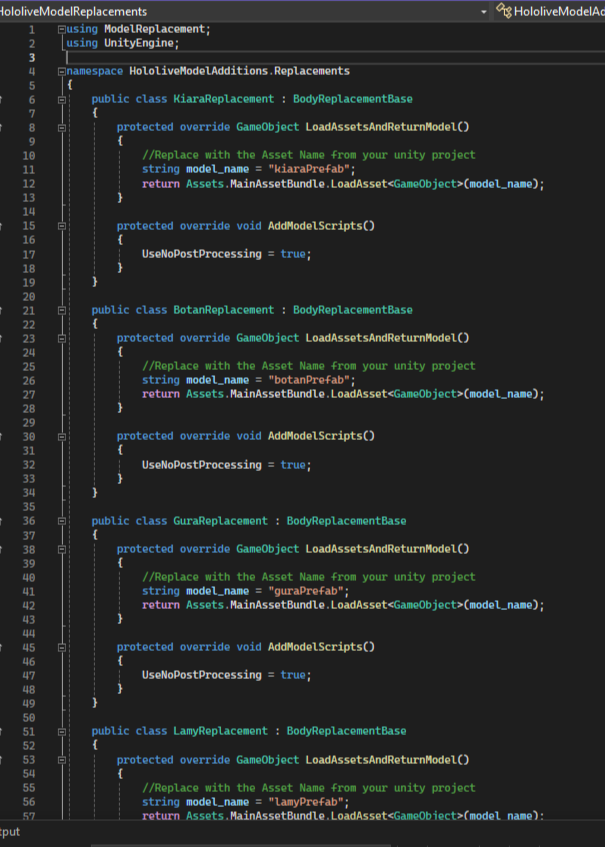 HololiveModelReplacements HololiveModelAd
1 using ModelReplacement;
2 using UnityEngine;
3
4 namespace HololiveModelAdditions.Replacements
5 {
6 public class KiaraReplacement : BodyReplacementBase
7 {
8 protected override GameObject LoadAssetsAndReturnModel()
9 {
10 //Replace with the Asset Name from your unity project
11 string model_name = "kiaraPrefab";
12 return Assets.MainAssetBundle.LoadAsset<GameObject>(model_name);
13 }
14
15 protected override void AddModelScripts()
16 {
17 UseNoPostProcessing = true;
18 }
19 }
20
21 public class BotanReplacement : BodyReplacementBase
22 {
23 protected override GameObject LoadAssetsAndReturnModel()
24 {
25 //Replace with the Asset Name from your unity project
26 string model_name = "botanPrefab";
27 return Assets.MainAssetBundle.LoadAsset<GameObject>(model_name);
28 }
29
30 protected override void AddModelScripts()
31 {
32 UseNoPostProcessing = true;
33 }
34 }
35
36 public class GuraReplacement : BodyReplacementBase
37 {
38 protected override GameObject LoadAssetsAndReturnModel()
39 {
40 //Replace with the Asset Name from your unity project
41 string model_name = "guraPrefab";
42 return Assets.MainAssetBundle.LoadAsset<GameObject>(model_name);
43 }
44
45 protected override void AddModelScripts()
46 {
47 UseNoPostProcessing = true;
48 }
49 }
50
51 public class LamyReplacement : BodyReplacementBase
52 {
53 protected override GameObject LoadAssetsAndReturnModel()
54 {
55 //Replace with the Asset Name from your unity project
56 string model_name = "lamyPrefab";
57 return Assets.MainAssetBundle.LoadAsset<GameObject>(model_name);
tput